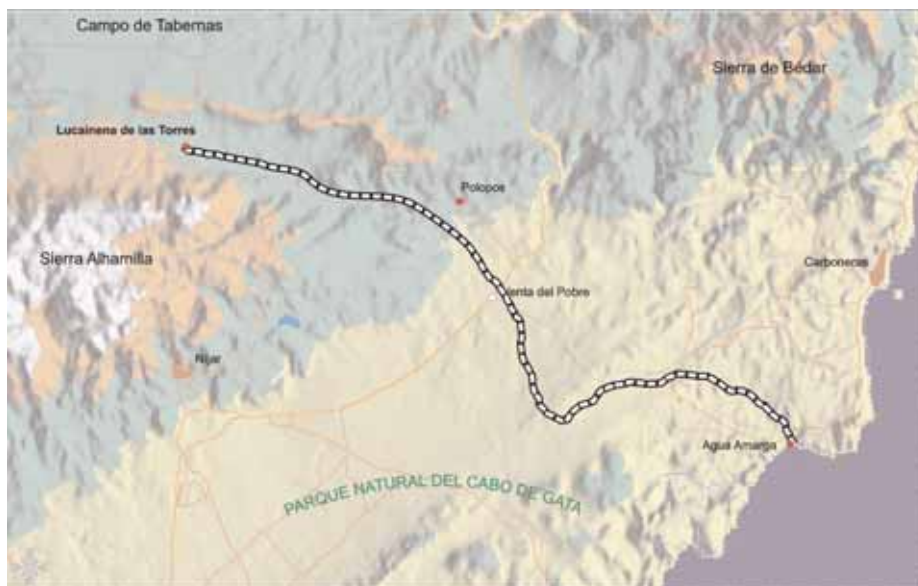 Campo de Tabernas
Sierra de Bédar
Lucainena de las Torres
Polopos
Sierra Alhamilla
Carboneras
Venta del Pobre
Níjar
Agua Amarga
PARQUE NATURAL DEL CABO DE GATA